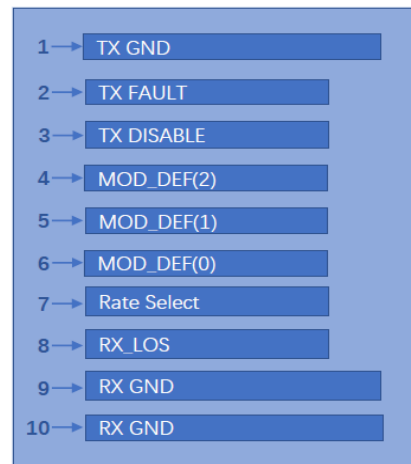 1 TX GND
2 TX FAULT
3 TX DISABLE
4 MOD_DEF(2)
5 MOD_DEF(1)
6 MOD_DEF(0)
7 Rate Select
8 RX_LOS
9 RX GND
10 RX GND